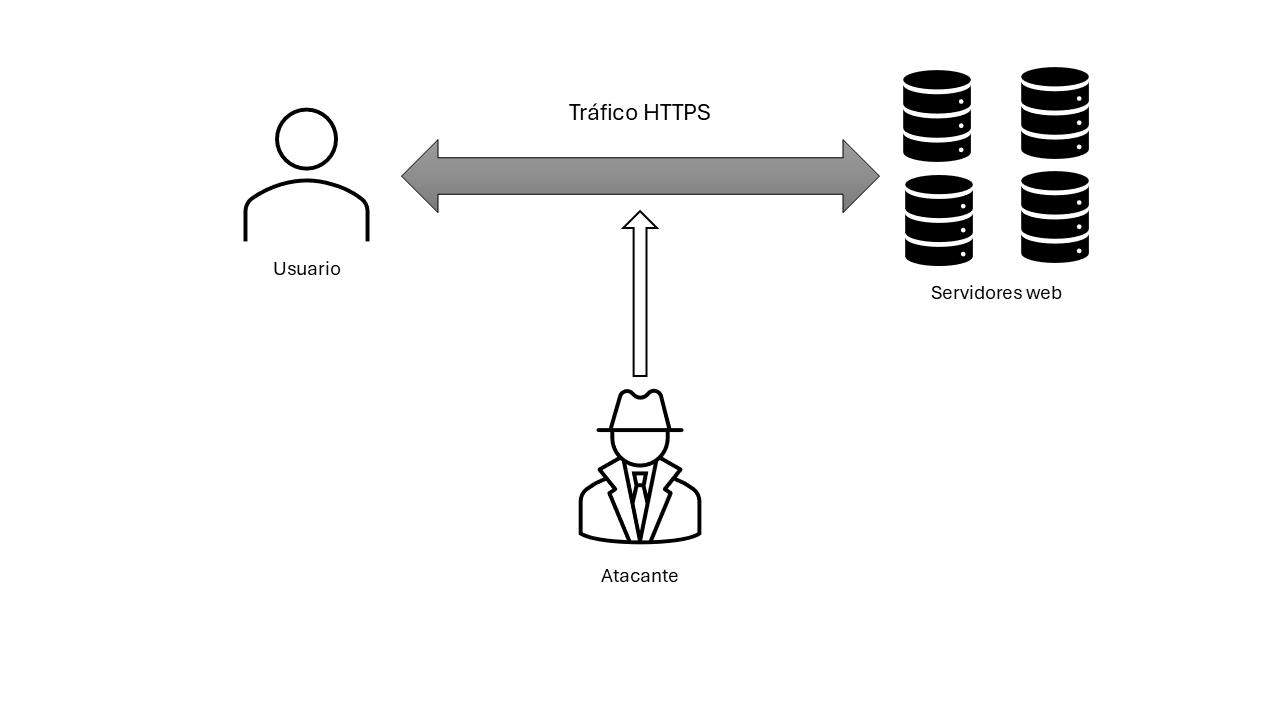 Tráfico HTTPS
Usuario
Servidores web
Atacante